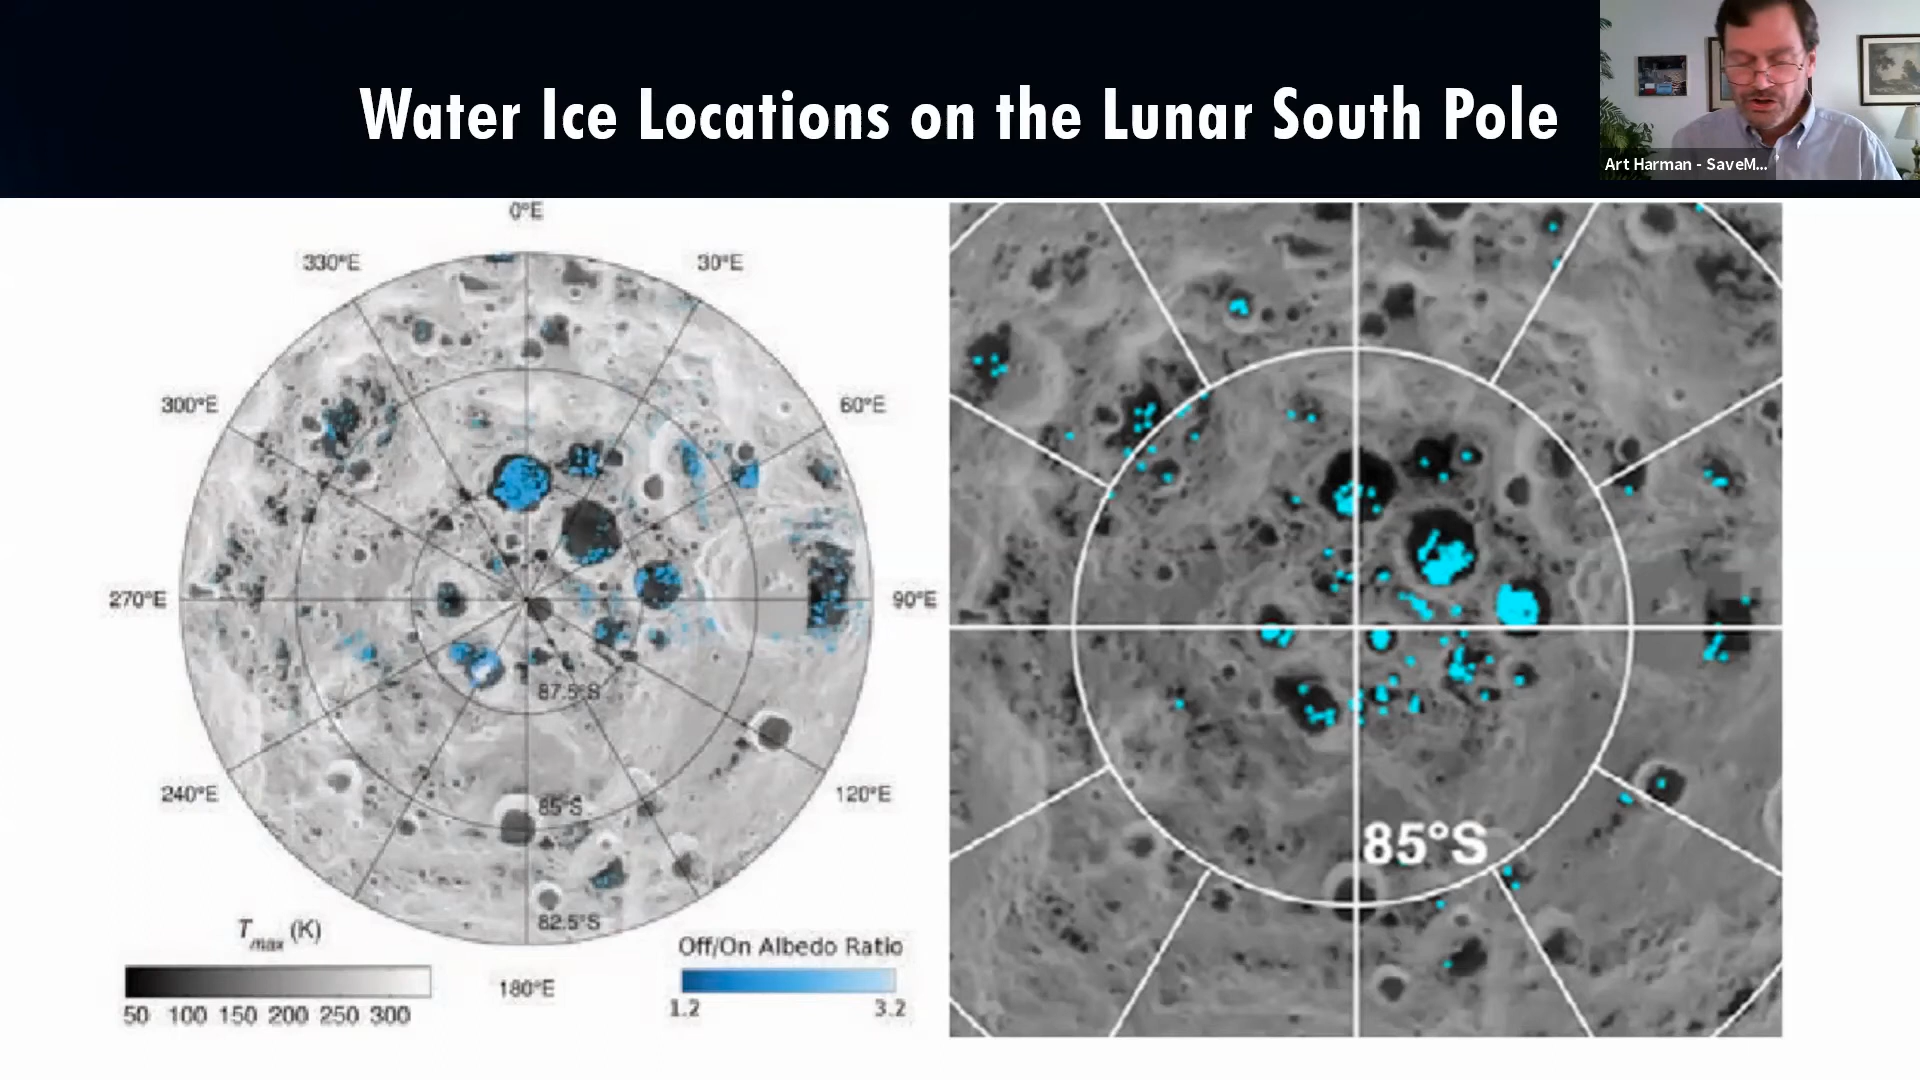 Water Ice Locations on the Lunar South Pole
Art Harman - SaveM...
0°E
330°E
30°E
300°E
60°E
270°E
90°E
87.5°S
240°E
85°S
120°E
82.5°S
180°E
Tmax (K)
50 100 150 200 250 300
Off/On Albedo Ratio
1.2 3.2
85°S